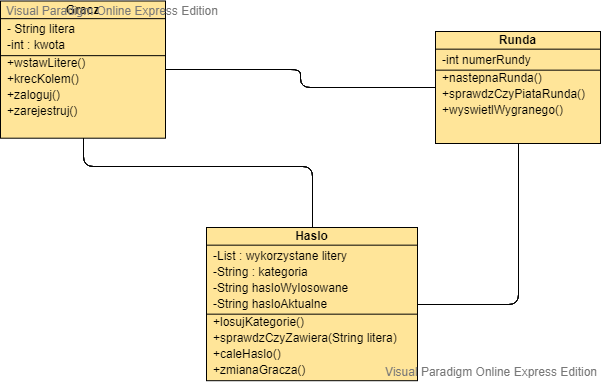 Visual Paradigm Online Express Edition
Gracz
- String litera
-int : kwota
+wstawLitere()
+krecKolem()
+zaloguj()
+zarejestruj()
Runda
-int numerRundy
+nastepnaRunda()
+sprawdzCzyPiataRunda()
+wyswietlWygranego()
Haslo
-List : wykorzystane litery
-String : kategoria
-String hasloWylosowane
-String hasloAktualne
+losujKategorie()
+sprawdzCzyZawiera(String litera)
+caleHaslo()
+zmianaGracza()
Visual Paradigm Online Express Edition